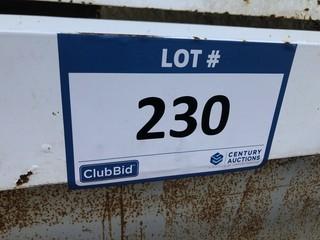 LOT #
230
ClubBid
CENTURY
AUCTIONS